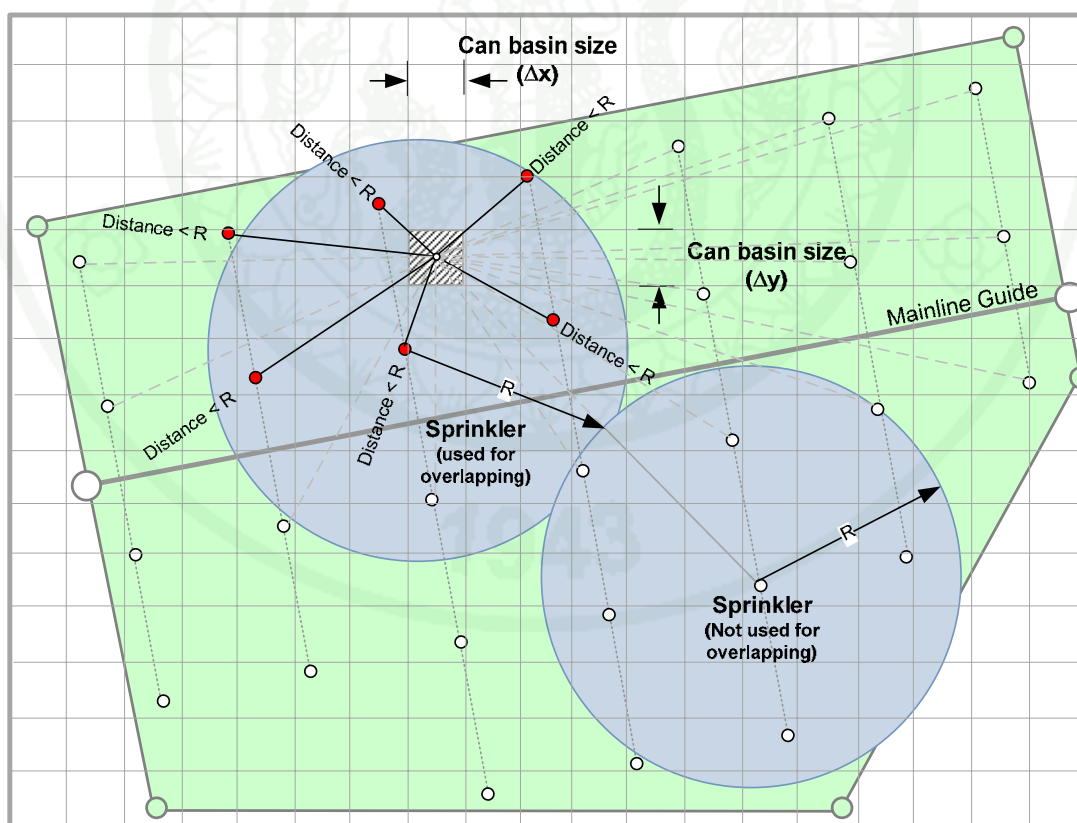 Can basin size
(Δx)
Distance < R
Distance < R
Distance < R
Can basin size
(Δy)
Mainline Guide
Distance < R
R
Distance < R
Distance < R
Sprinkler
(used for
overlapping)
1943
R
Sprinkler
(Not used for
overlapping)